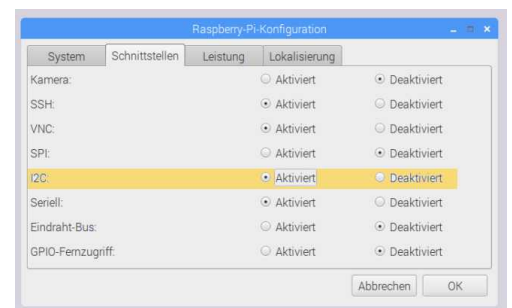 Raspberry-Pi-Konfiguration
System Schnittstellen Leistung Lokalisierung
Kamera: Aktiviert Deaktiviert
SSH: Aktiviert Deaktiviert
VNC: Aktiviert Deaktiviert
SPI: Aktiviert Deaktiviert
I2C: Aktiviert Deaktiviert
Seriell: Aktiviert Deaktiviert
Eindraht-Bus: Aktiviert Deaktiviert
GPIO-Fernzugriff: Aktiviert Deaktiviert
Abbrechen OK